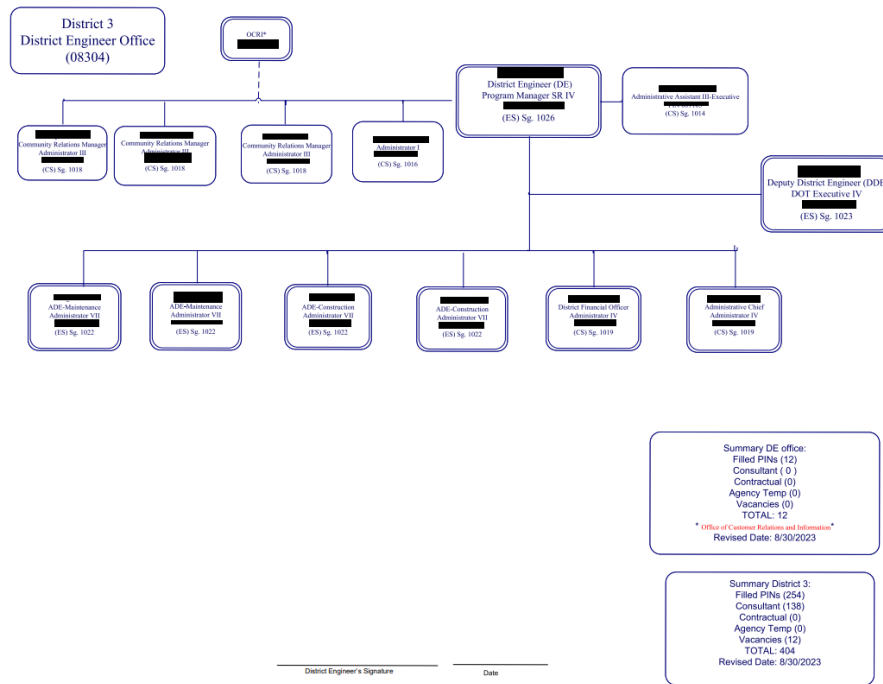 District 3
District Engineer Office
(08304)
OCRI*
District Engineer (DE)
Program Manager SR IV
(ES) Sg. 1026
Administrative Assistant III-Executive
(CS) Sg. 1014
Community Relations Manager
Administrator III
(CS) Sg. 1018
Community Relations Manager
Administrator III
(CS) Sg. 1018
Community Relations Manager
Administrator III
(CS) Sg. 1018
Administrator I
(CS) Sg. 1016
Deputy District Engineer (DDE)
DOT Executive IV
(ES) Sg. 1023
ADE-Maintenance
Administrator VII
(ES) Sg. 1022
ADE-Maintenance
Administrator VII
(ES) Sg. 1022
ADE-Construction
Administrator VII
(ES) Sg. 1022
ADE-Construction
Administrator VII
(ES) Sg. 1022
District Financial Officer
Administrator IV
(CS) Sg. 1019
Administrative Chief
Administrator IV
(CS) Sg. 1019
Summary DE office:
Filled PINs (12)
Consultant ( 0 )
Contractual (0)
Agency Temp (0)
Vacancies (0)
TOTAL: 12
* Office of Customer Relations and Information*
Revised Date: 8/30/2023
Summary District 3:
Filled PINs (254)
Consultant (138)
Contractual (0)
Agency Temp (0)
Vacancies (12)
TOTAL: 404
Revised Date: 8/30/2023
District Engineer's Signature
Date